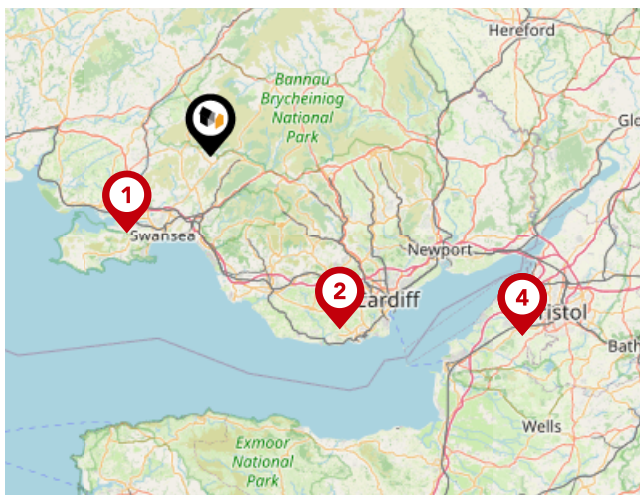 Hereford
Bannau
Brycheiniog
National
Park
Glo
1
Swansea
Newport
2
Cardiff
4
Bristol
Bath
Wells
Exmoor
National
Park